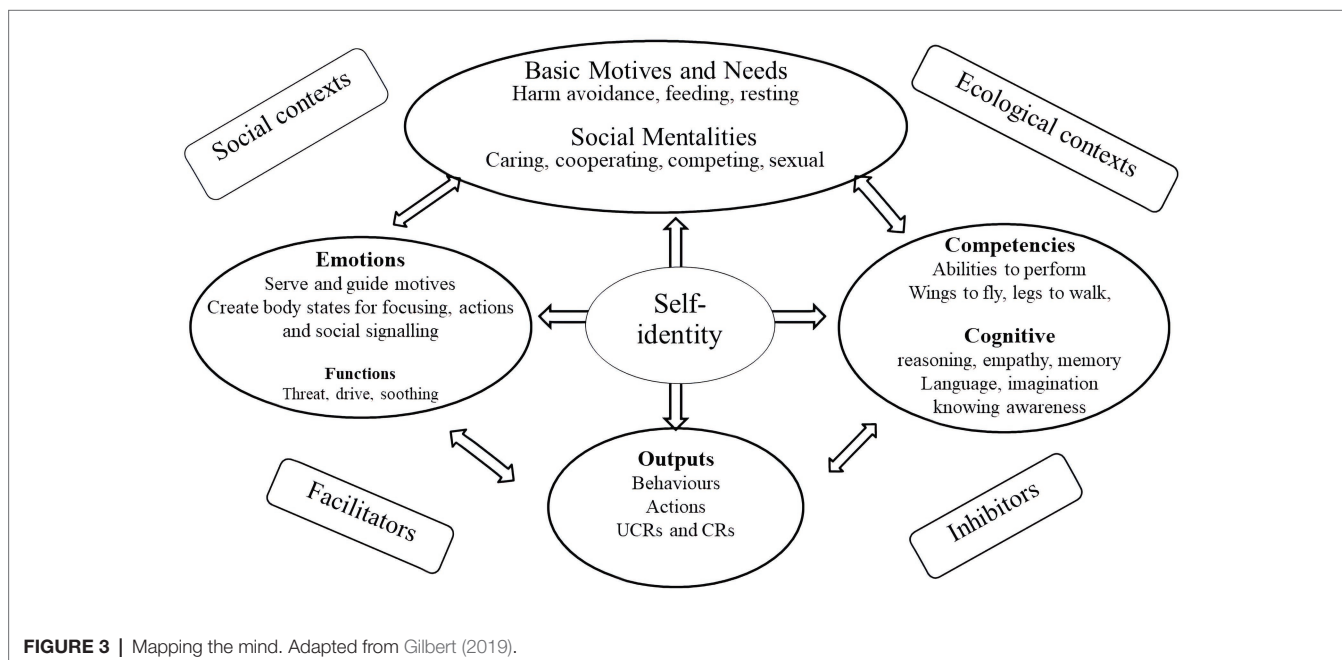 Social contexts
Basic Motives and Needs
Harm avoidance, feeding, resting
Social Mentalities
Caring, cooperating, competing, sexual
Ecological contexts
Emotions
Serve and guide motives
Create body states for focusing, actions
and social signalling
Functions
Threat, drive, soothing
Self-
identity
Competencies
Abilities to perform
Wings to fly, legs to walk,
Cognitive
reasoning, empathy, memory
Language, imagination
knowing awareness
Facilitators
Outputs
Behaviours
Actions
UCRs and CRs
Inhibitors
FIGURE 3 | Mapping the mind. Adapted from Gilbert (2019).